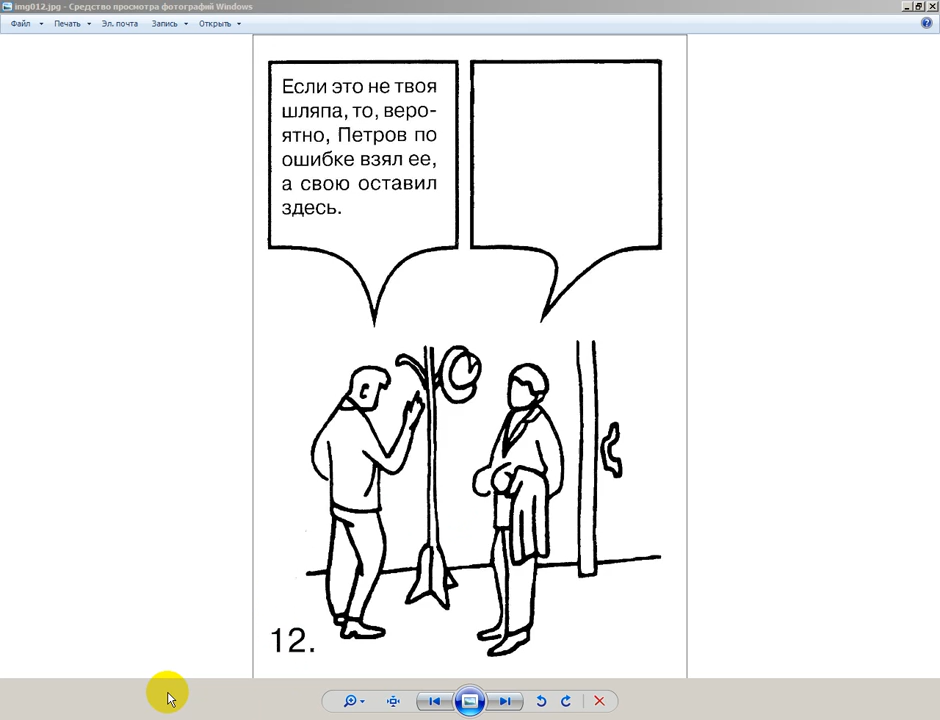 img012.jpg - Средство просмотра фотографий Windows
Файл Печать Эл. почта Запись Открыть
Если это не твоя
шляпа, то, веро-
ятно, Петров по
ошибке взял ее,
а свою оставил
здесь.
12.